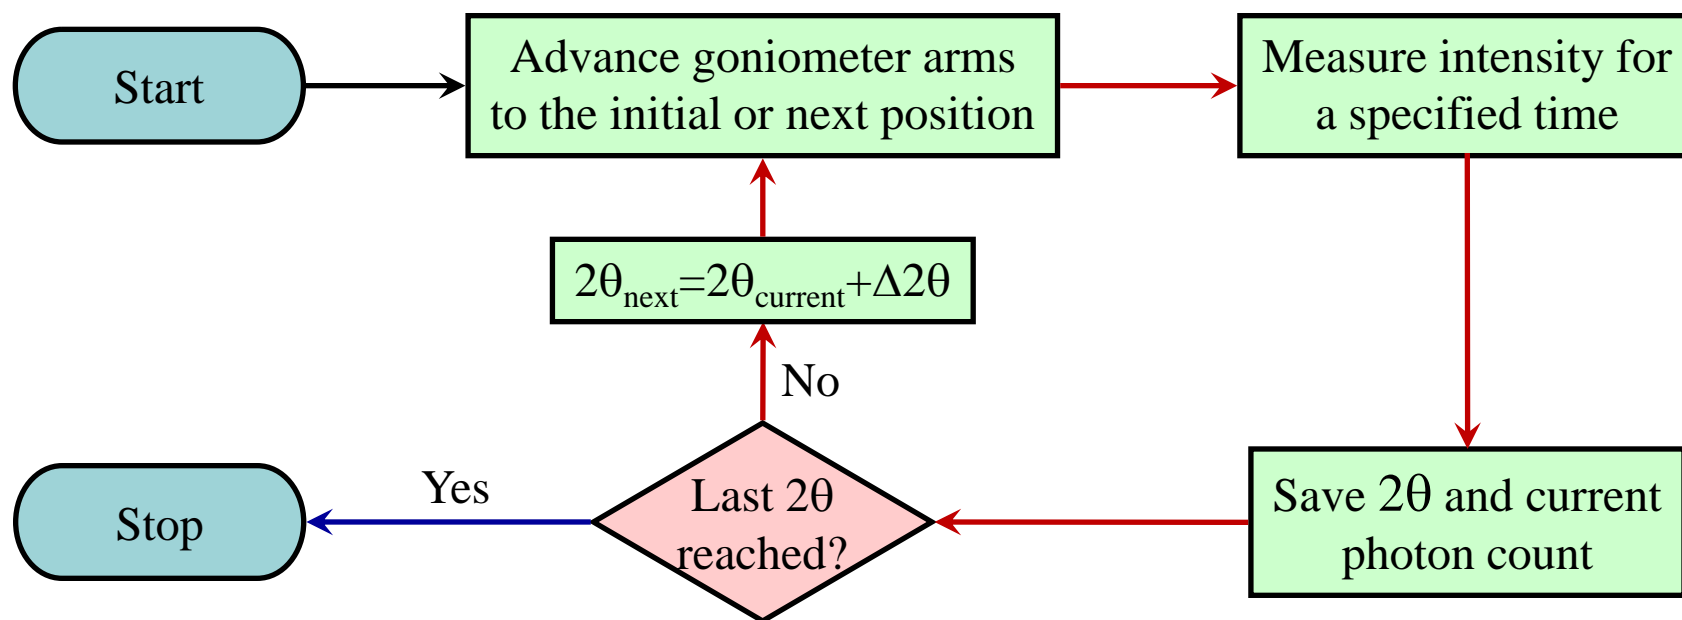 Start
Advance goniometer arms
to the initial or next position
Measure intensity for
a specified time
2θnext=2θcurrent+Δ2θ
No
Yes
Stop
Last 2θ
reached?
Save 2θ and current
photon count